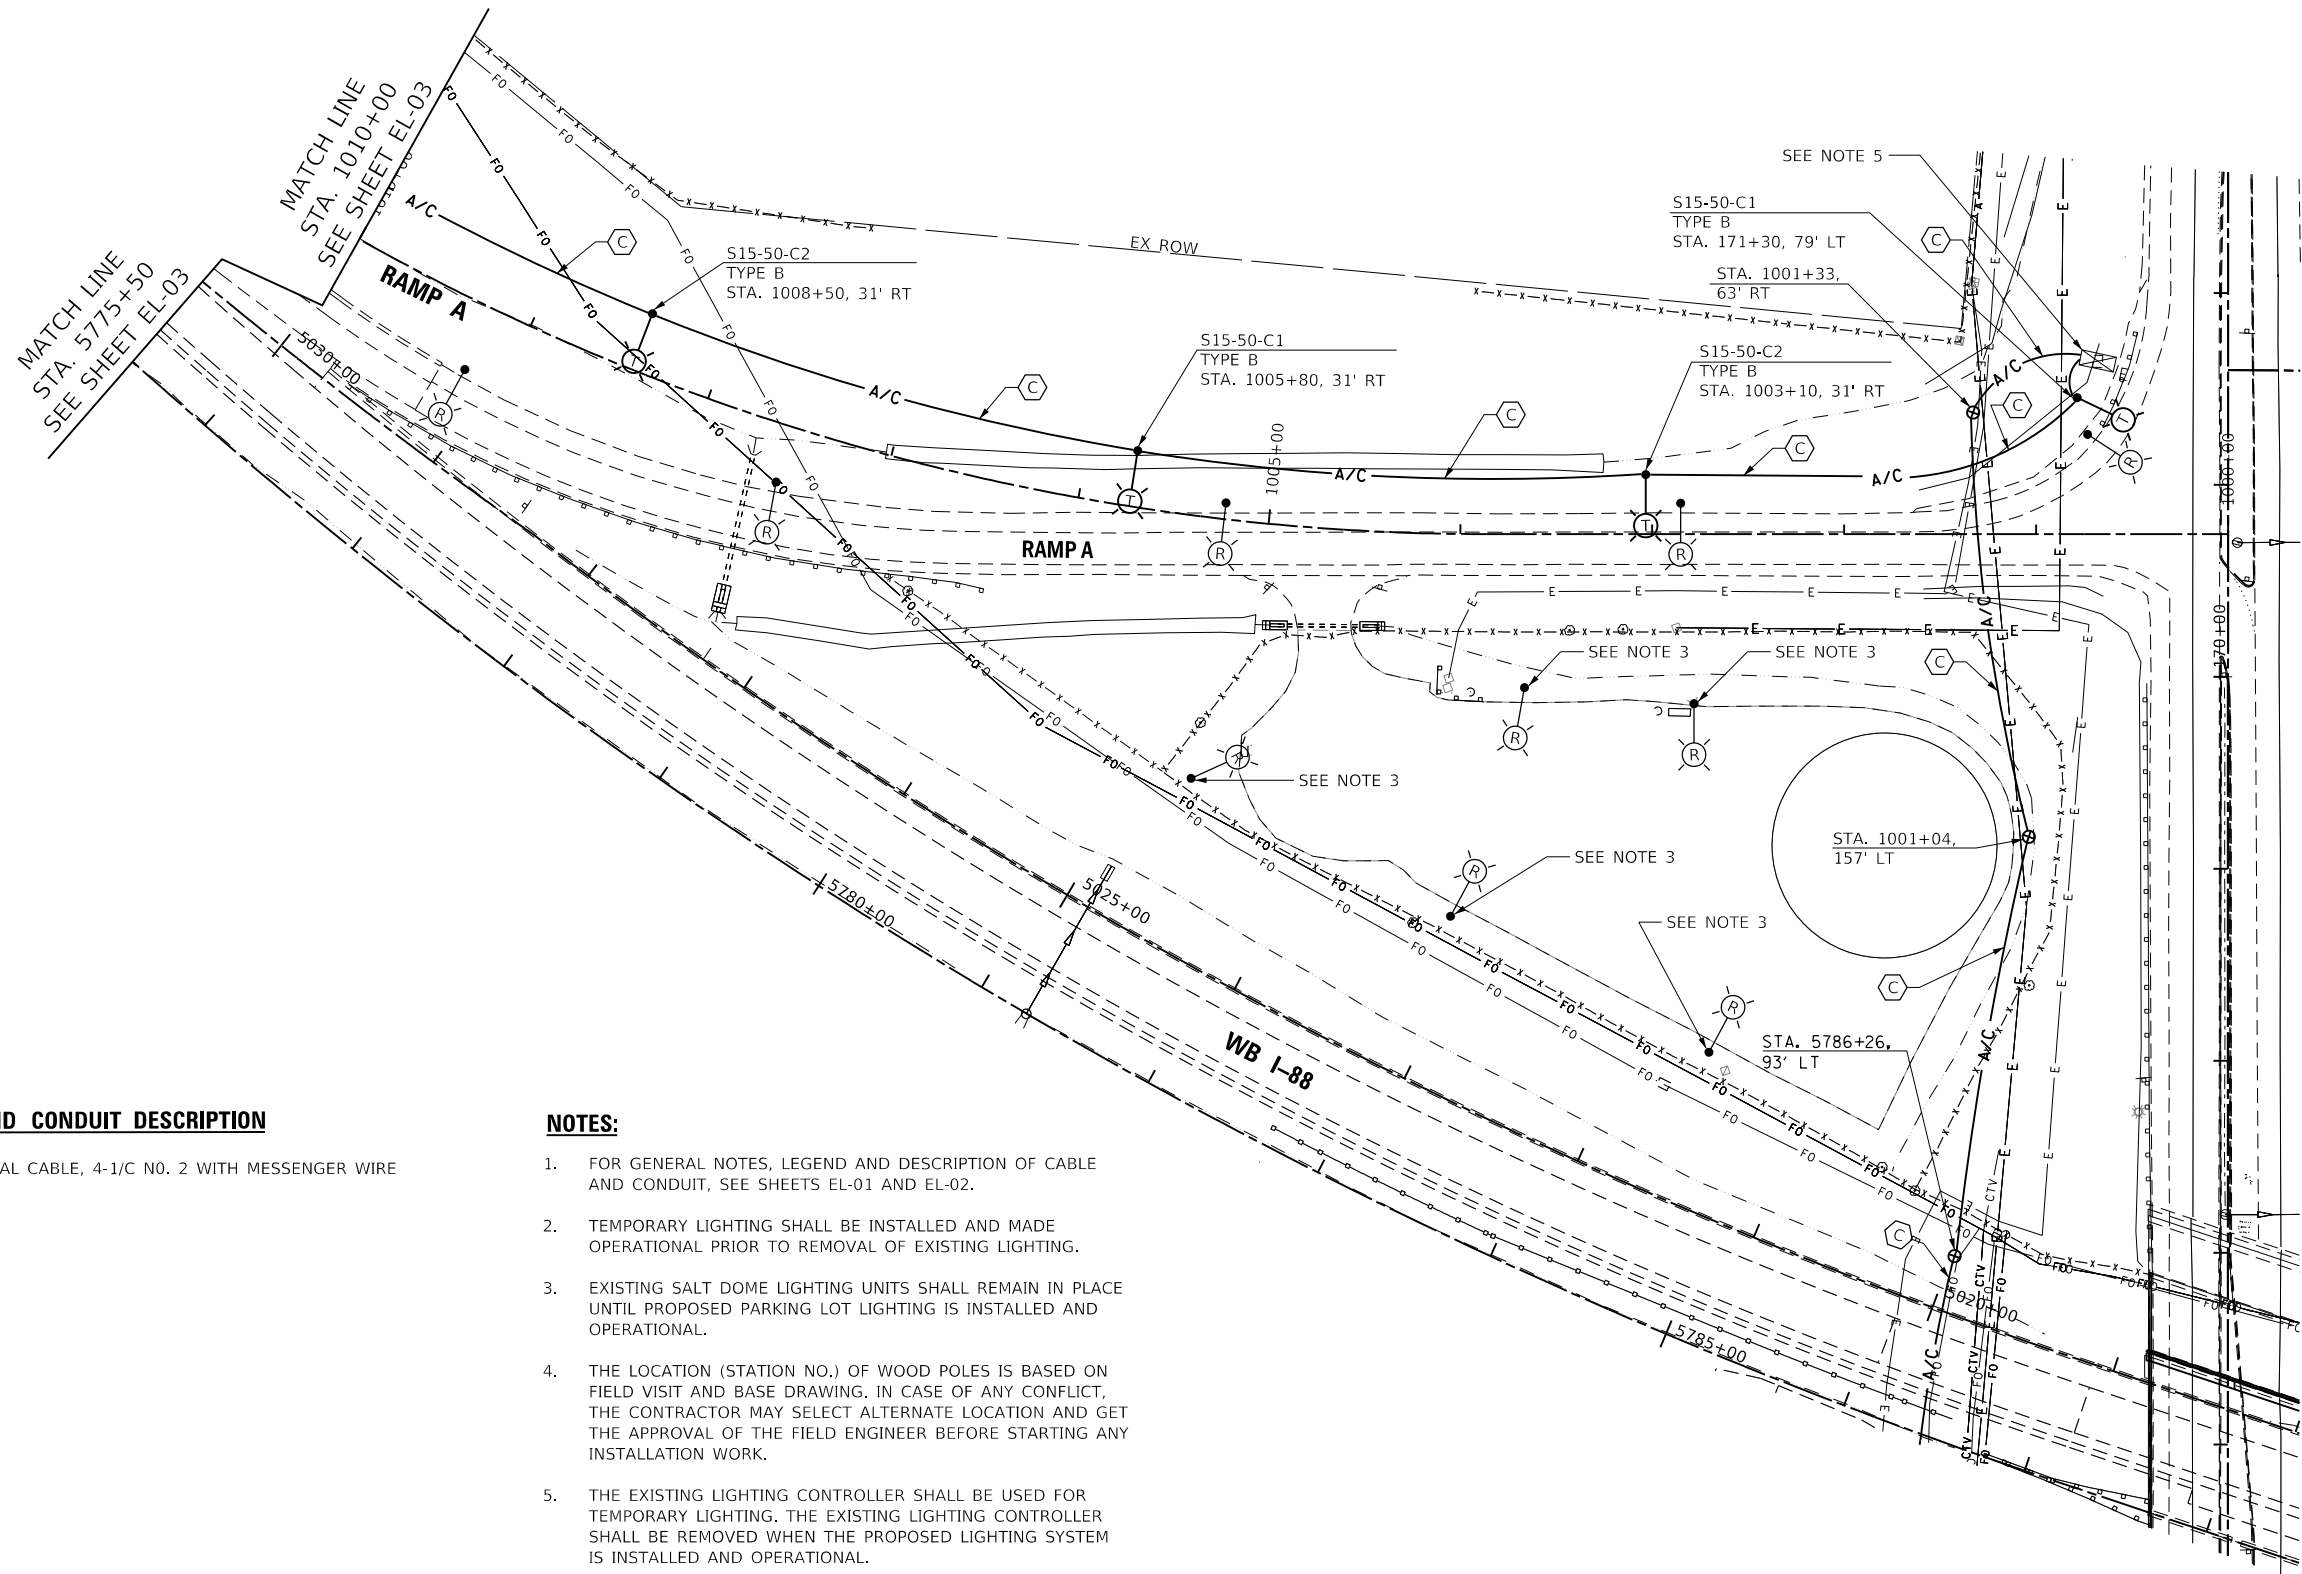 MATCH LINE
STA. 1010+00
SEE SHEET EL-03
MATCH LINE
STA. 5775+50
SEE SHEET EL-03
A/C
RAMP A
5030+00
C
S15-50-C2
TYPE B
STA. 1008+50, 31' RT
EX ROW
SEE NOTE 5
S15-50-C1
TYPE B
STA. 171+30, 79' LT
C
STA. 1001+33,
63' RT
S15-50-C1
TYPE B
STA. 1005+80, 31' RT
S15-50-C2
TYPE B
STA. 1003+10, 31' RT
A/C
C
C
C
C
A/C
A/C
A/C
T
T
T
T
R
R
R
R
R
1005+00
1000+00
170+00
RAMP A
A/C
SEE NOTE 3
SEE NOTE 3
C
R
R
R
SEE NOTE 3
SEE NOTE 3
R
STA. 1001+04,
157' LT
SEE NOTE 3
R
C
A/C
STA. 5786+26,
93' LT
5780+00
5025+00
WB I-88
C
5020+00
5785+00
A/C
CTV
FO
E
CONDUIT DESCRIPTION
AL CABLE, 4-1/C NO. 2 WITH MESSENGER WIRE
NOTES:
1. FOR GENERAL NOTES, LEGEND AND DESCRIPTION OF CABLE
AND CONDUIT, SEE SHEETS EL-01 AND EL-02.
2. TEMPORARY LIGHTING SHALL BE INSTALLED AND MADE
OPERATIONAL PRIOR TO REMOVAL OF EXISTING LIGHTING.
3. EXISTING SALT DOME LIGHTING UNITS SHALL REMAIN IN PLACE
UNTIL PROPOSED PARKING LOT LIGHTING IS INSTALLED AND
OPERATIONAL.
4. THE LOCATION (STATION NO.) OF WOOD POLES IS BASED ON
FIELD VISIT AND BASE DRAWING. IN CASE OF ANY CONFLICT,
THE CONTRACTOR MAY SELECT ALTERNATE LOCATION AND GET
THE APPROVAL OF THE FIELD ENGINEER BEFORE STARTING ANY
INSTALLATION WORK.
5. THE EXISTING LIGHTING CONTROLLER SHALL BE USED FOR
TEMPORARY LIGHTING. THE EXISTING LIGHTING CONTROLLER
SHALL BE REMOVED WHEN THE PROPOSED LIGHTING SYSTEM
IS INSTALLED AND OPERATIONAL.